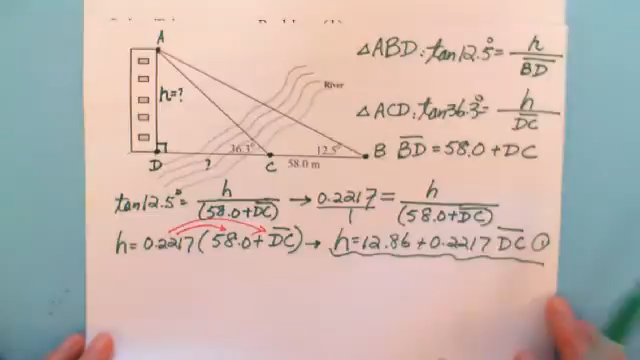 A
△ABD: tan12.5° = h / BD
h=?
River
△ACD: tan36.3° = h / DC
36.3° 12.5°
B BD = 58.0 + DC
D ? C 58.0 m
tan12.5° = h / (58.0+DC) → 0.2217 / 1 = h / (58.0+DC)
h = 0.2217 (58.0 + DC) → h = 12.86 + 0.2217 DC ①